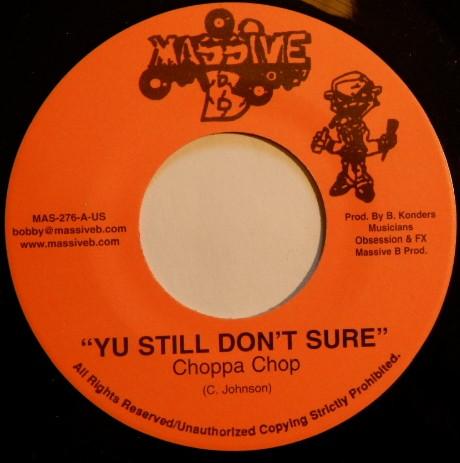 MASSIVE
B
MAS-276-A-US
bobby@massiveb.com
www.massiveb.com
Prod. By B. Konders
Musicians
Obsession & FX
Massive B Prod.
"YU STILL DON'T SURE"
Choppa Chop
(C. Johnson)
All Rights Reserved/Unauthorized Copying Strictly Prohibited.